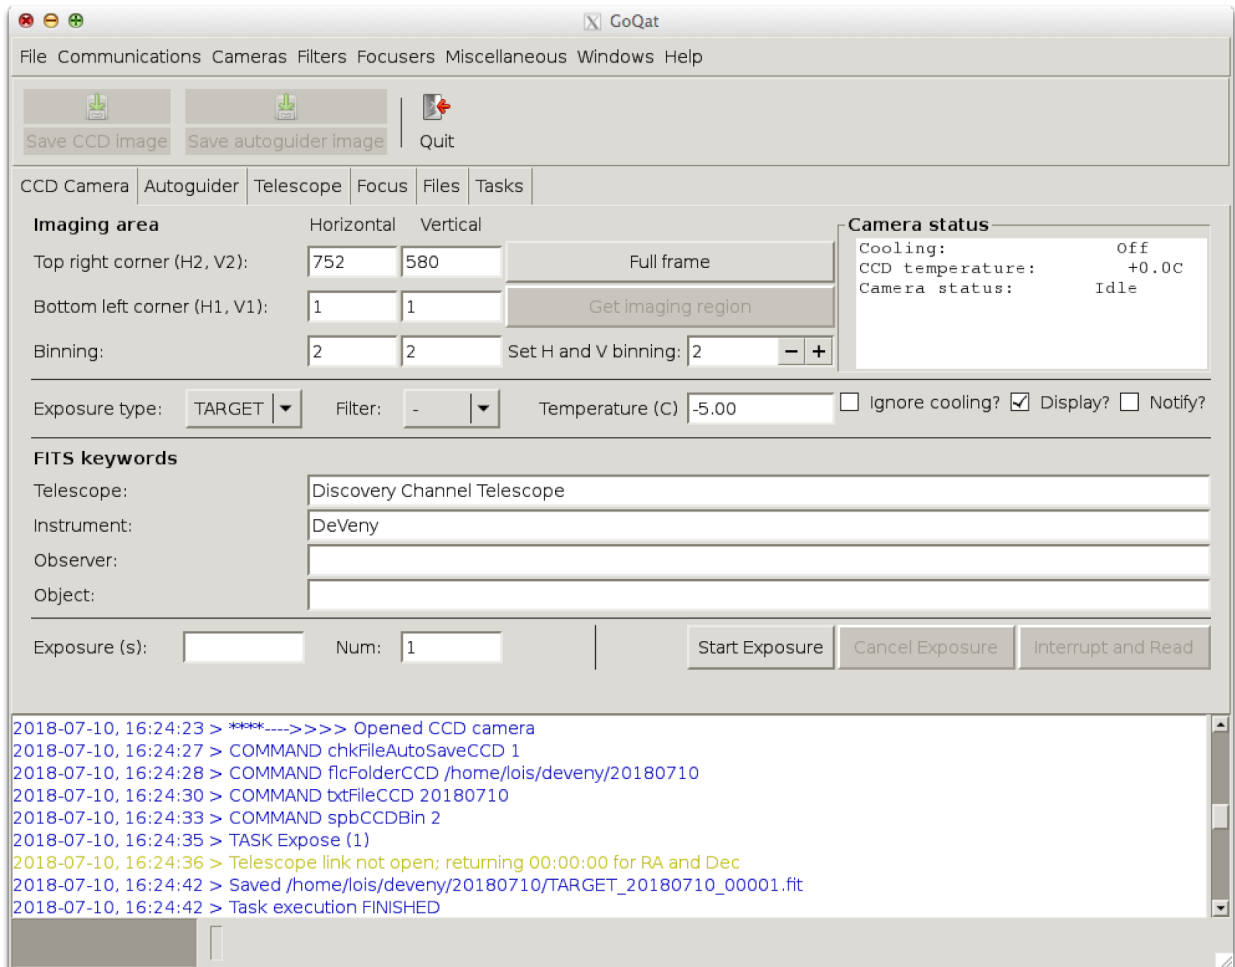 GoQat
File Communications Cameras Filters Focusers Miscellaneous Windows Help
Save CCD image Save autoguider image Quit
CCD Camera Autoguider Telescope Focus Files Tasks
Imaging area Horizontal Vertical Camera status
Cooling: Off
Top right corner (H2, V2): 752 580 Full frame
CCD temperature: +0.0C
Camera status: Idle
Bottom left corner (H1, V1): 1 1 Get imaging region
Binning: 2 2 Set H and V binning: 2 − +
Exposure type: TARGET Filter: - Temperature (C) -5.00 Ignore cooling? Display? Notify?
FITS keywords
Telescope: Discovery Channel Telescope
Instrument: DeVeny
Observer:
Object:
Exposure (s): Num: 1 Start Exposure Cancel Exposure Interrupt and Read
2018-07-10, 16:24:23 > ****---->>>> Opened CCD camera
2018-07-10, 16:24:27 > COMMAND chkFileAutoSaveCCD 1
2018-07-10, 16:24:28 > COMMAND flcFolderCCD /home/lois/deveny/20180710
2018-07-10, 16:24:30 > COMMAND txtFileCCD 20180710
2018-07-10, 16:24:33 > COMMAND spbCCDBin 2
2018-07-10, 16:24:35 > TASK Expose (1)
2018-07-10, 16:24:36 > Telescope link not open; returning 00:00:00 for RA and Dec
2018-07-10, 16:24:42 > Saved /home/lois/deveny/20180710/TARGET_20180710_00001.fit
2018-07-10, 16:24:42 > Task execution FINISHED